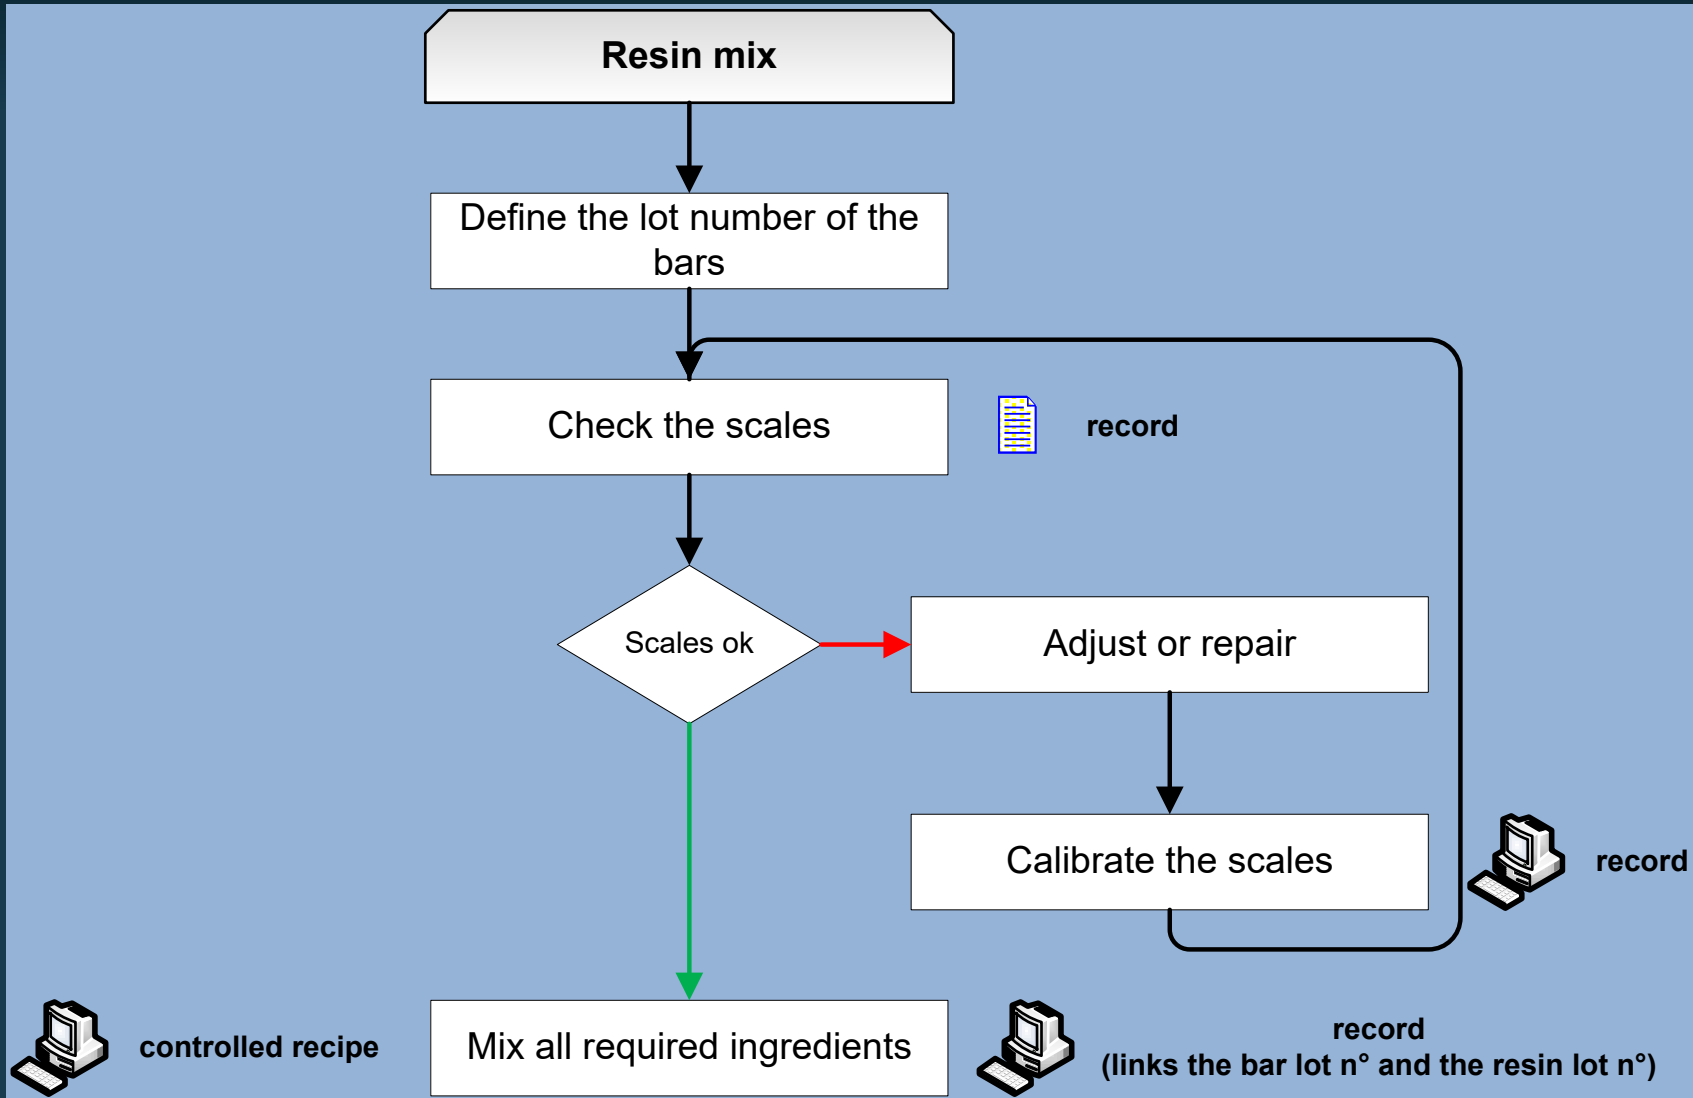 Resin mix
Define the lot number of the
bars
Check the scales
record
Scales ok
Adjust or repair
Calibrate the scales
record
controlled recipe
Mix all required ingredients
record
(links the bar lot n° and the resin lot n°)